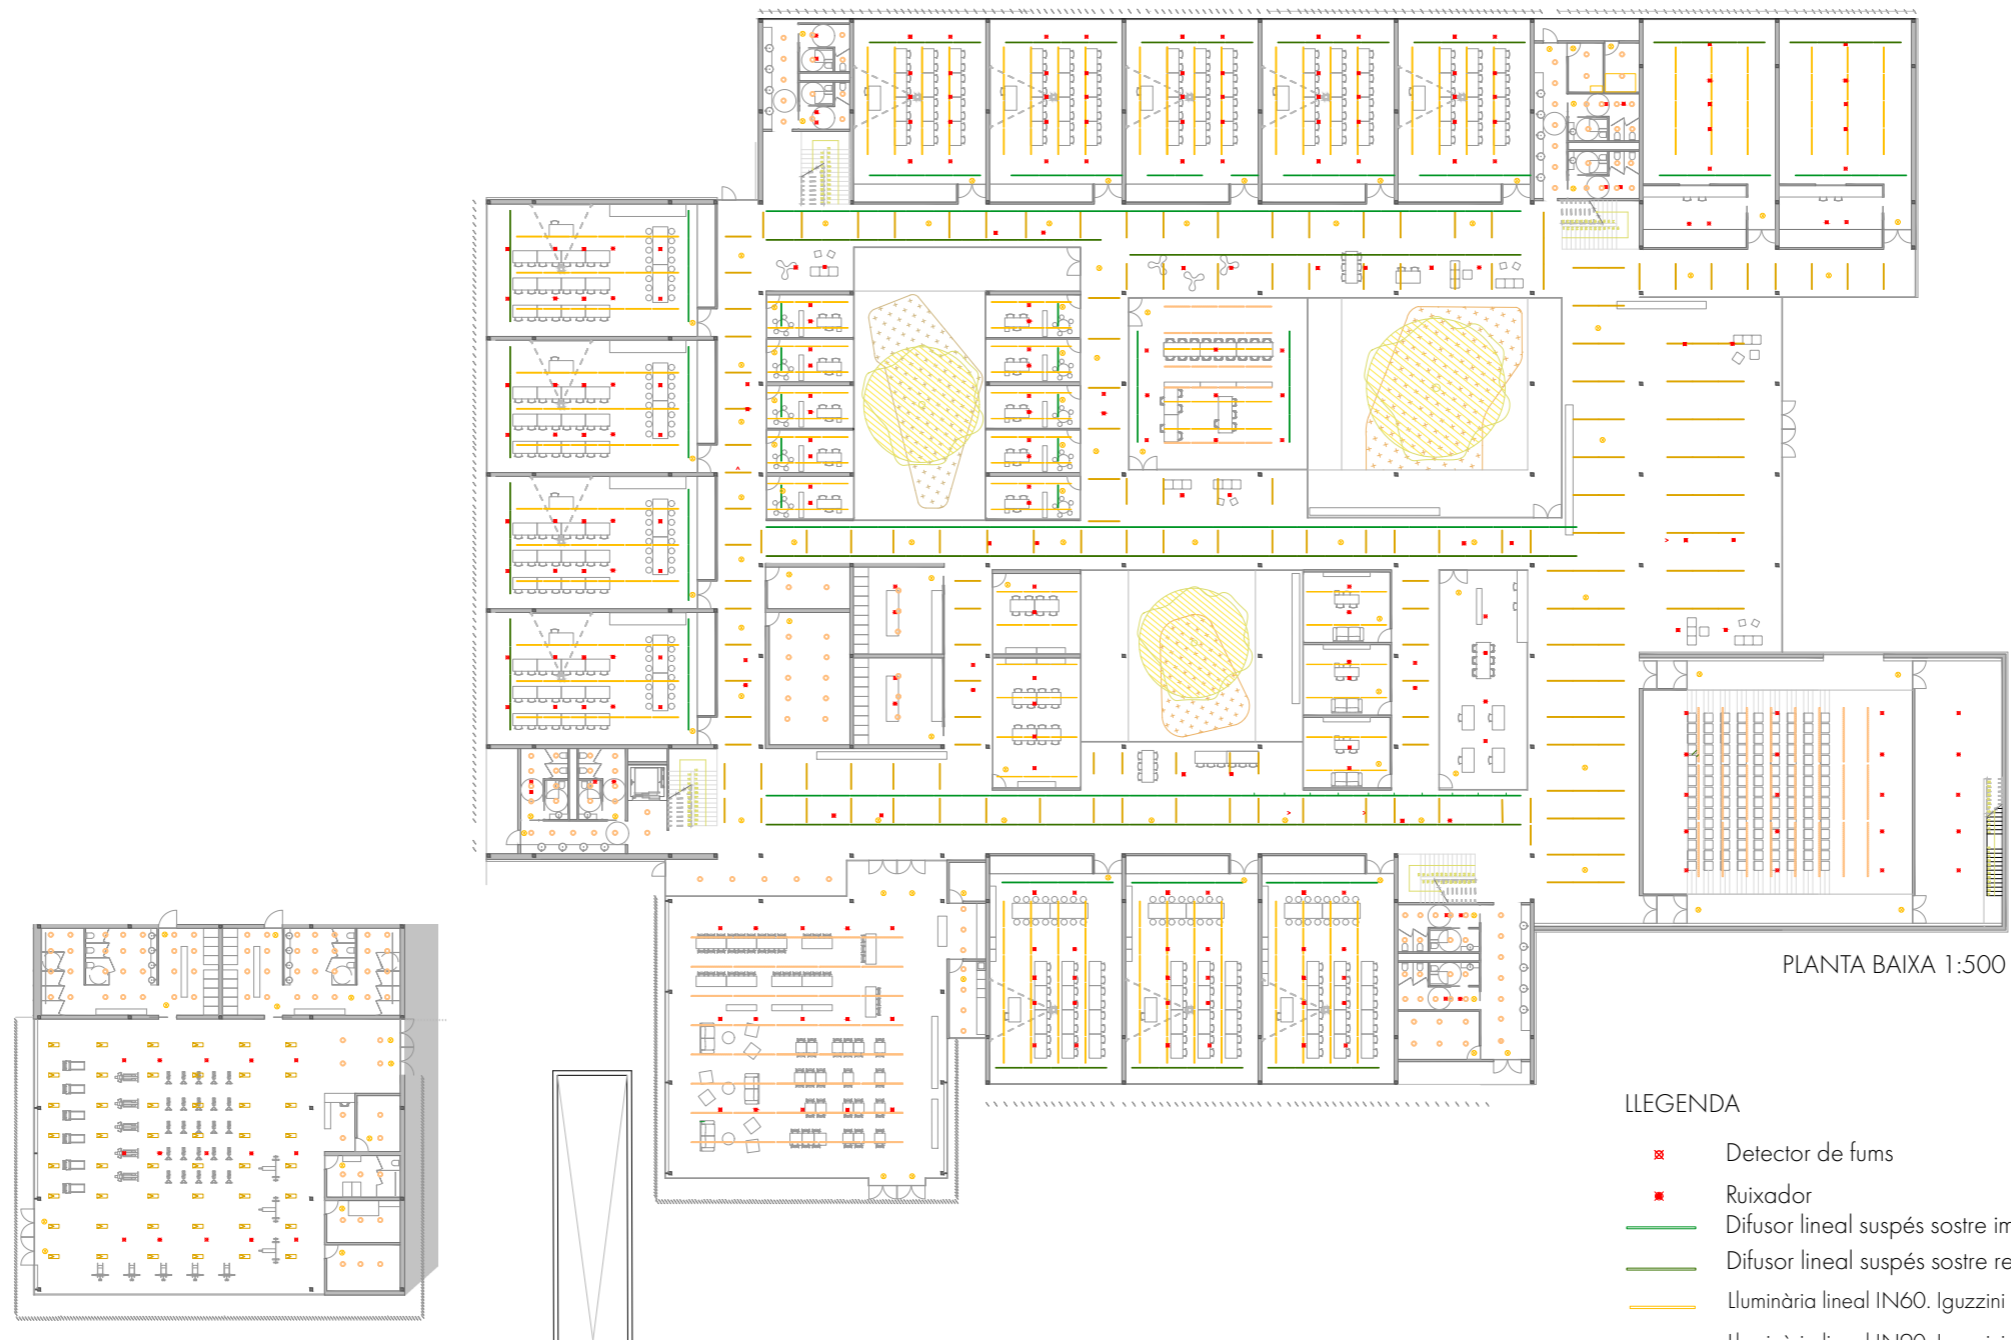 PLANTA BAIXA 1:500
LLEGENDA
Detector de fums
Ruixador
Difusor lineal suspés sostre im
Difusor lineal suspés sostre re
Lluminària lineal IN60. Iguzzini